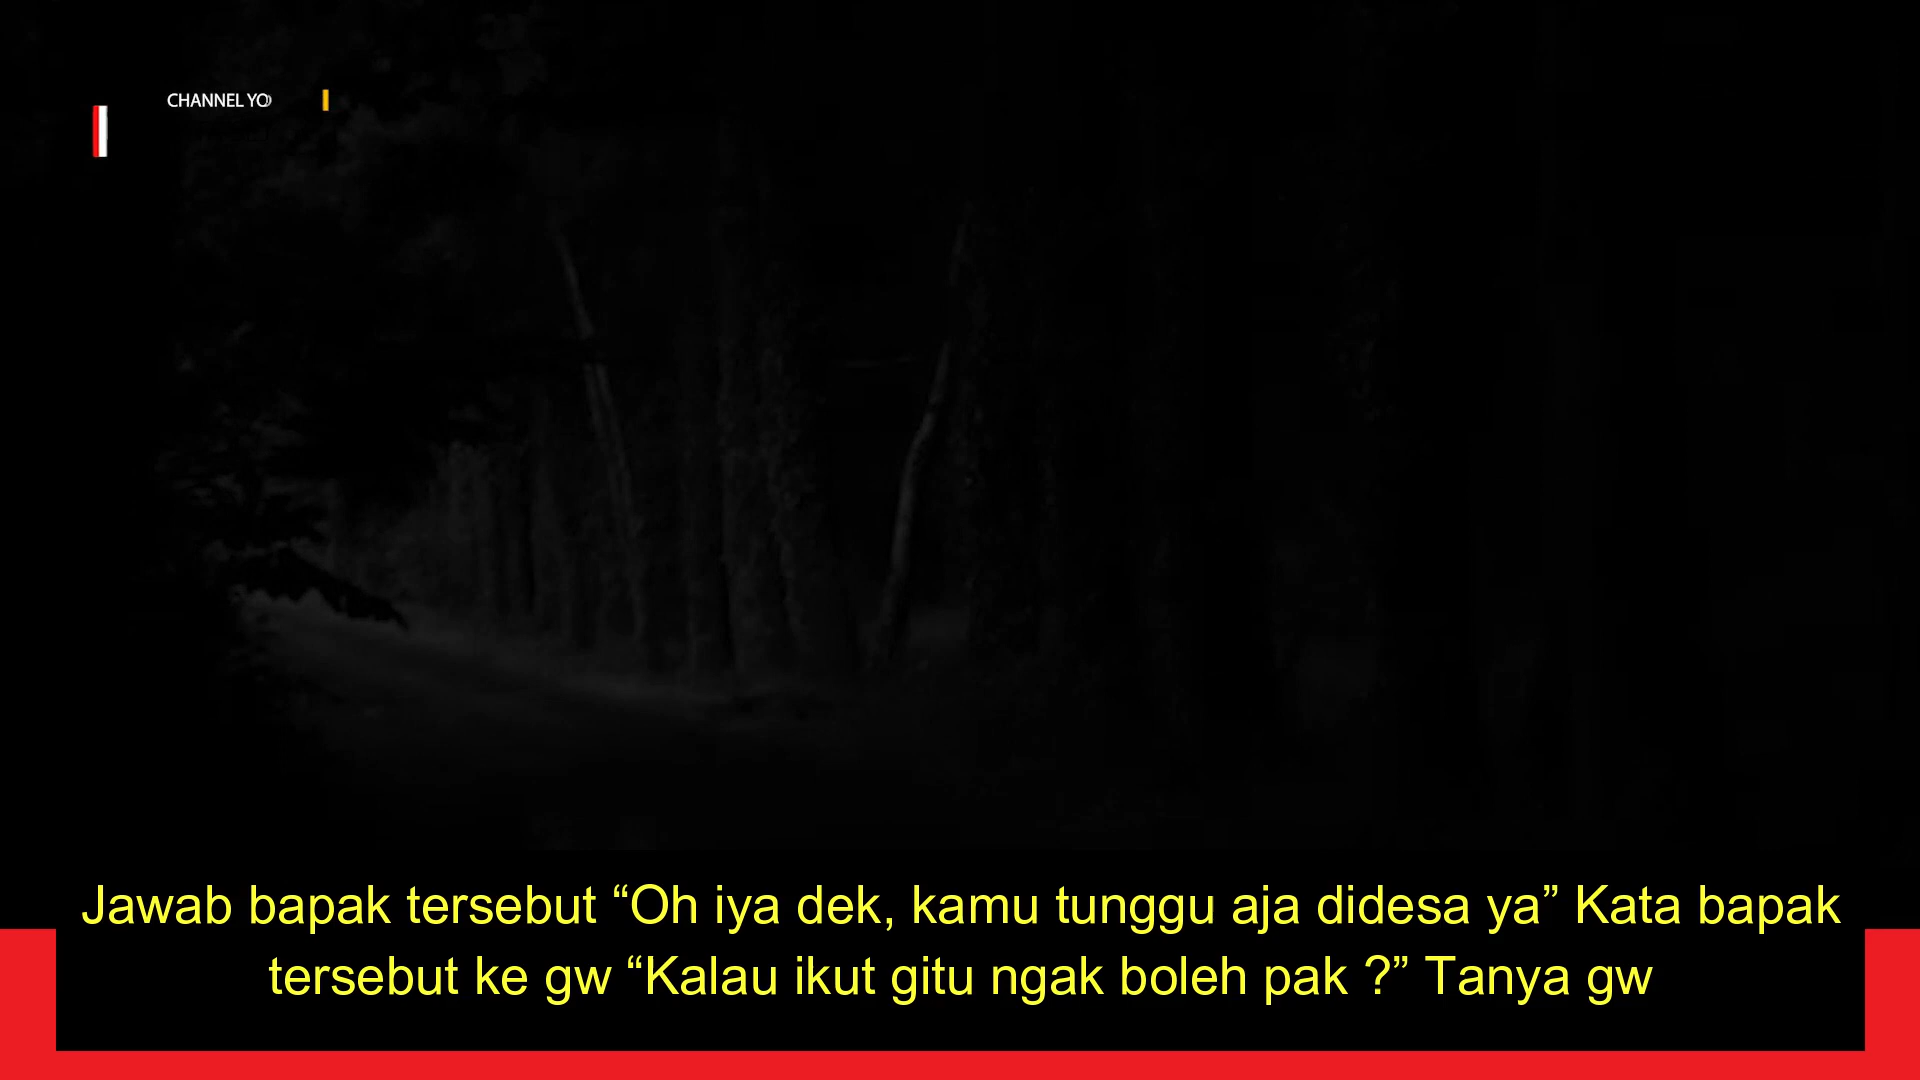 CHANNEL YO
Jawab bapak tersebut “Oh iya dek, kamu tunggu aja didesa ya” Kata bapak
tersebut ke gw “Kalau ikut gitu ngak boleh pak ?” Tanya gw